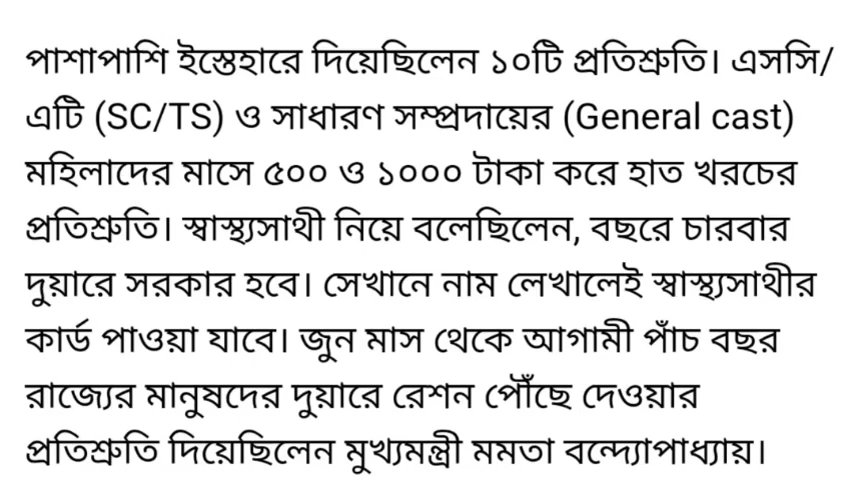 পাশাপাশি ইস্তেহারে দিয়েছিলেন ১০টি প্রতিশ্রুতি। এসসি/
এটি (SC/TS) ও সাধারণ সম্প্রদায়ের (General cast)
মহিলাদের মাসে ৫০০ ও ১০০০ টাকা করে হাত খরচের
প্রতিশ্রুতি। স্বাস্থ্যসাথী নিয়ে বলেছিলেন, বছরে চারবার
দুয়ারে সরকার হবে। সেখানে নাম লেখালেই স্বাস্থ্যসাথীর
কার্ড পাওয়া যাবে। জুন মাস থেকে আগামী পাঁচ বছর
রাজ্যের মানুষদের দুয়ারে রেশন পৌঁছে দেওয়ার
প্রতিশ্রুতি দিয়েছিলেন মুখ্যমন্ত্রী মমতা বন্দ্যোপাধ্যায়।